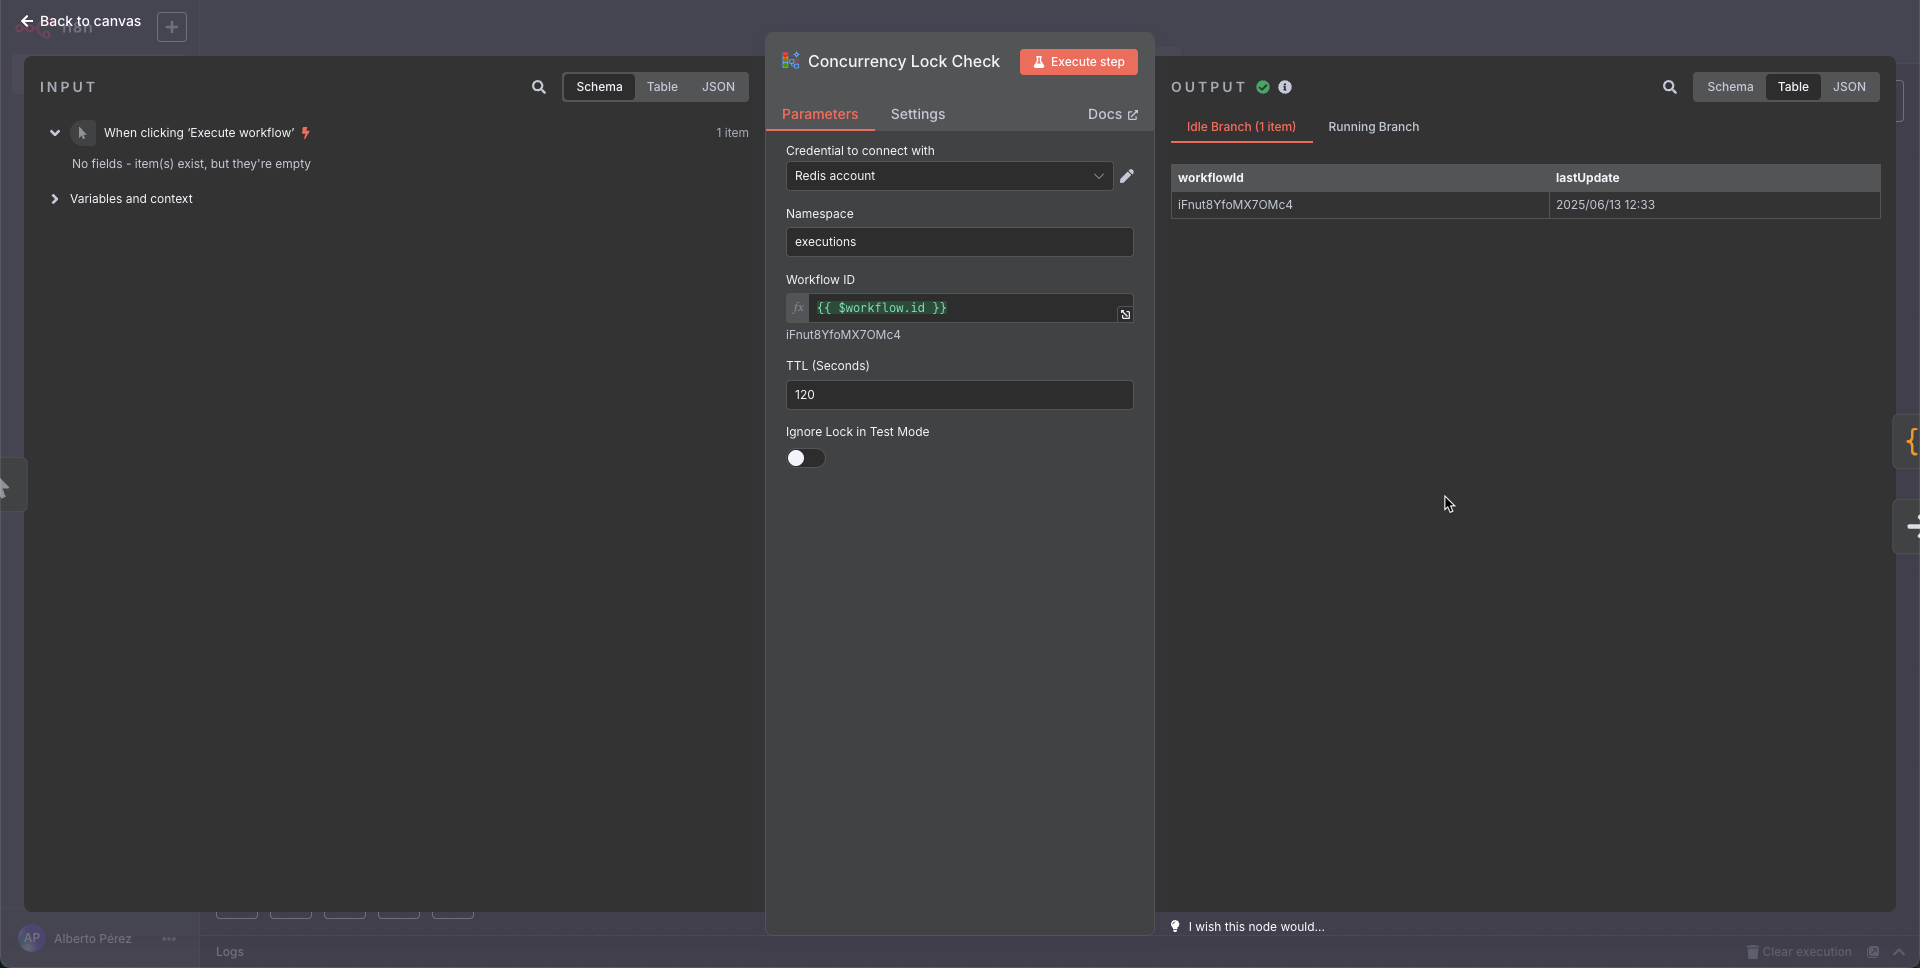 Back to canvas
n8n
INPUT
Schema
Table
JSON
When clicking ‘Execute workflow’
1 item
No fields - item(s) exist, but they're empty
Variables and context
Concurrency Lock Check
Execute step
Parameters
Settings
Docs
Credential to connect with
Redis account
Namespace
executions
Workflow ID
fx
{{ $workflow.id }}
iFnut8YfoMX7OMc4
TTL (Seconds)
120
Ignore Lock in Test Mode
OUTPUT
Schema
Table
JSON
Idle Branch (1 item)
Running Branch
workflowId lastUpdate
iFnut8YfoMX7OMc4 2025/06/13 12:33
I wish this node would...
AP
Alberto Pérez
Logs
Clear execution